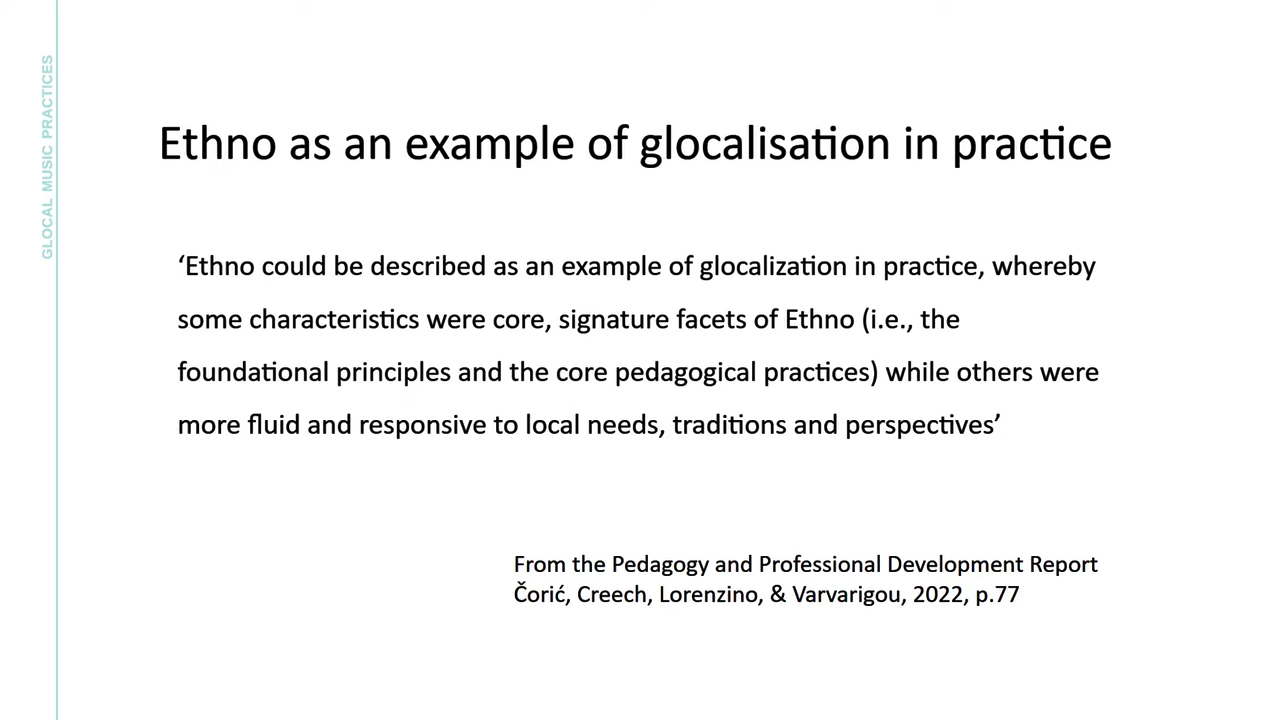 GLOCAL MUSIC PRACTICES
Ethno as an example of glocalisation in practice
‘Ethno could be described as an example of glocalization in practice, whereby
some characteristics were core, signature facets of Ethno (i.e., the
foundational principles and the core pedagogical practices) while others were
more fluid and responsive to local needs, traditions and perspectives’
From the Pedagogy and Professional Development Report
Čorić, Creech, Lorenzino, & Varvarigou, 2022, p.77